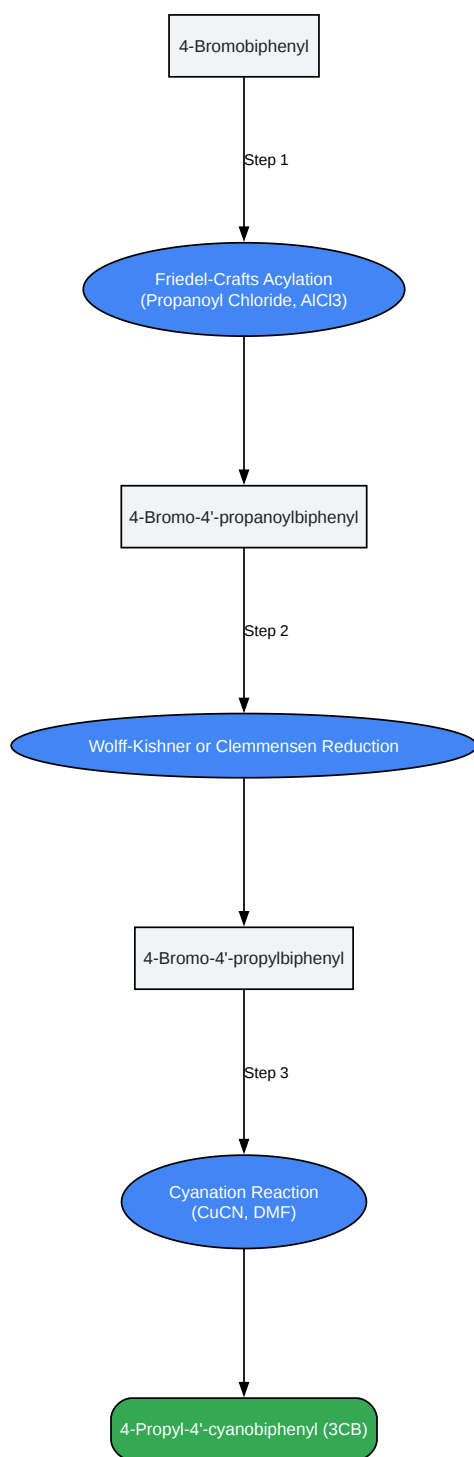 4-Bromobiphenyl
Step 1
Friedel-Crafts Acylation
(Propanoyl Chloride, AlCl3)
4-Bromo-4'-propanoylbiphenyl
Step 2
Wolff-Kishner or Clemmensen Reduction
4-Bromo-4'-propylbiphenyl
Step 3
Cyanation Reaction
(CuCN, DMF)
4-Propyl-4'-cyanobiphenyl (3CB)